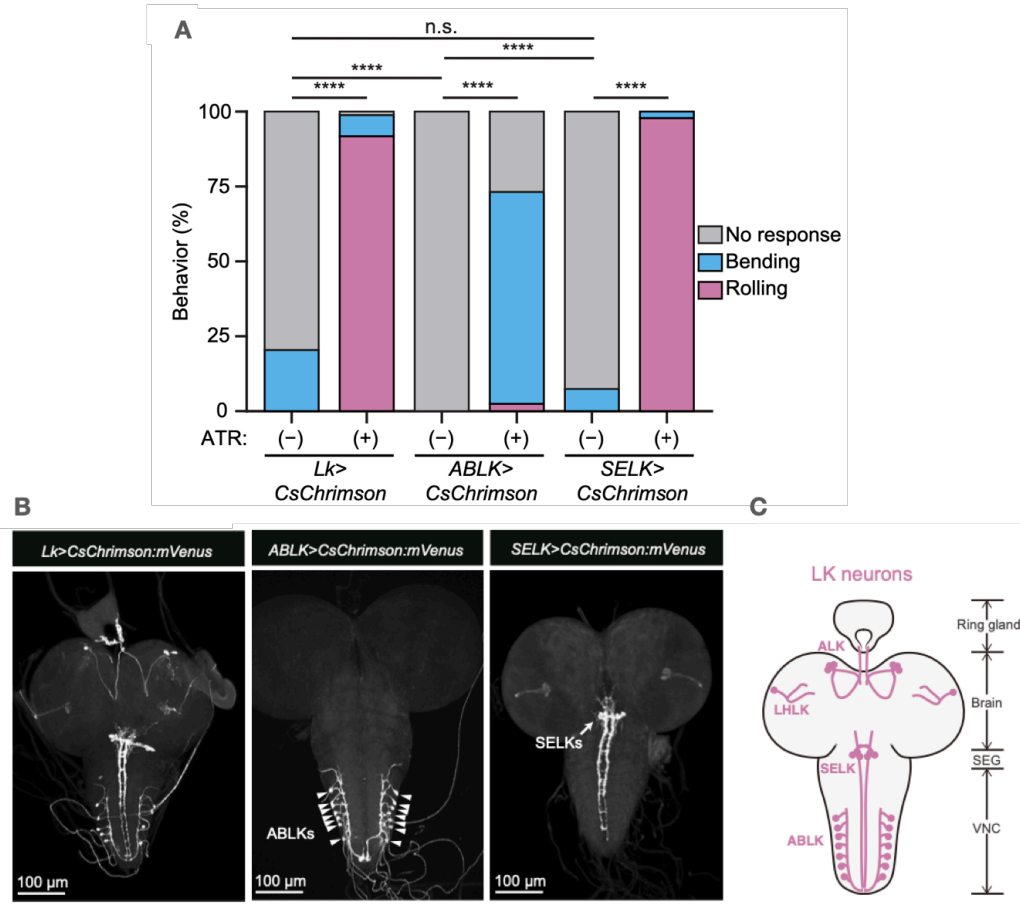 A
n.s.
****
****
****
****
****
100
75
50
25
0
Behavior (%)
No response
Bending
Rolling
ATR: (−) (+) (−) (+) (−) (+)
Lk> ABLK> SELK>
CsChrimson CsChrimson CsChrimson
B
C
Lk>CsChrimson:mVenus ABLK>CsChrimson:mVenus SELK>CsChrimson:mVenus
SELKs
ABLKs
100 µm 100 µm 100 µm
LK neurons
Ring gland
ALK
Brain
LHLK
SEG
SELK
VNC
ABLK